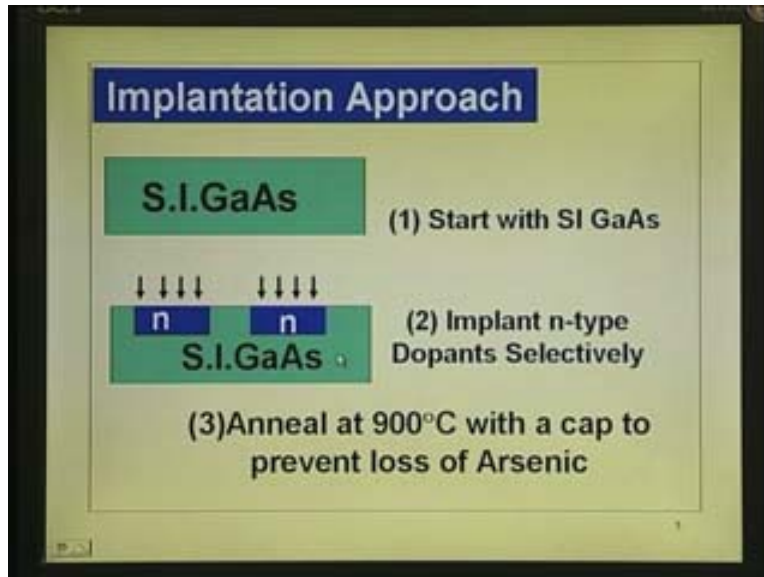 Implantation Approach
S.I.GaAs
(1) Start with SI GaAs
n n
S.I.GaAs
(2) Implant n-type
Dopants Selectively
(3)Anneal at 900°C with a cap to
prevent loss of Arsenic